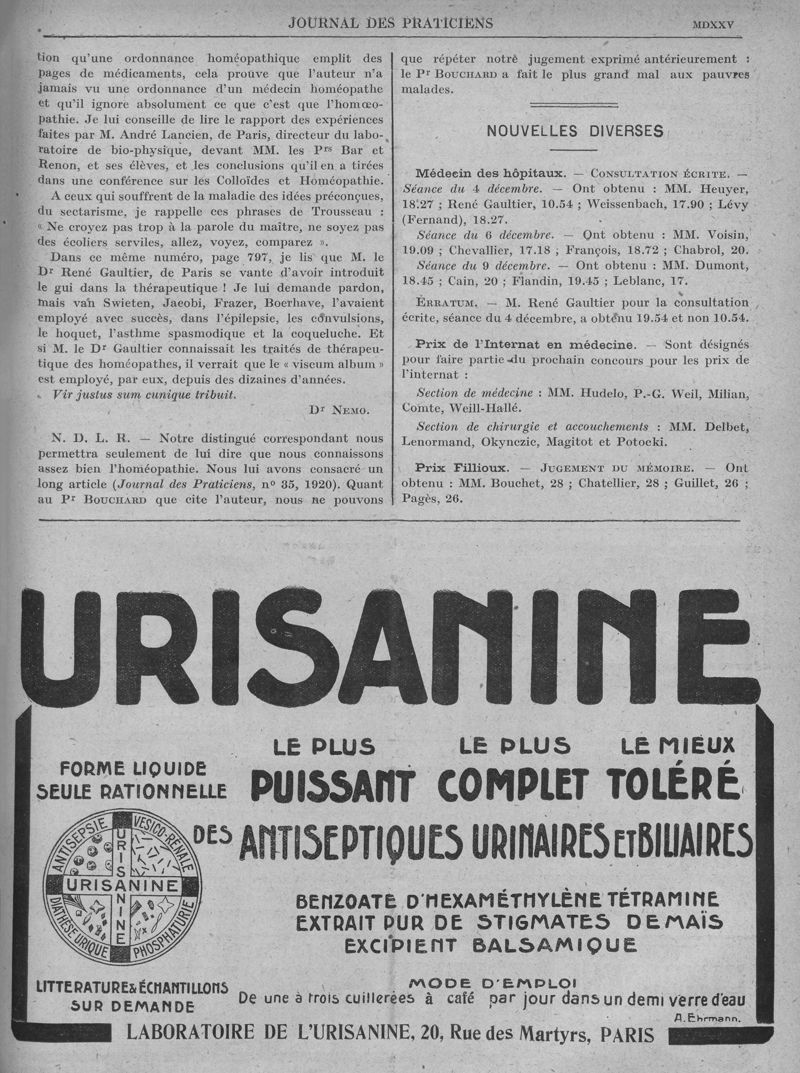 JOURNAL DES PRATICIENS
MDXXV
tion qu'une ordonnance homéopathique emplit des
pages de médicaments, cela prouve que l'auteur n'a
jamais vu une ordonnance d'un médecin homéopathe
et qu'il ignore absolument ce que c'est que l'homœo-
pathie. Je lui conseille de lire le rapport des expériences
faites par M. André Lancien, de Paris, directeur du labo-
ratoire de bio-physique, devant MM. les Prs Bar et
Renon, et ses élèves, et les conclusions qu'il en a tirées
dans une conférence sur les Colloïdes et Homéopathie.
A ceux qui souffrent de la maladie des idées préconçues,
du sectarisme, je rappelle ces phrases de Trousseau :
« Ne croyez pas trop à la parole du maître, ne soyez pas
des écoliers serviles, allez, voyez, comparez ».
Dans ce même numéro, page 797, je lis que M. le
Dr René Gaultier, de Paris se vante d'avoir introduit
le gui dans la thérapeutique ! Je lui demande pardon,
mais van Swieten, Jacobi, Frazer, Boerhave, l'avaient
employé avec succès, dans l'épilepsie, les convulsions,
le hoquet, l'asthme spasmodique et la coqueluche. Et
si M. le Dr Gaultier connaissait les traités de thérapeu-
tique des homéopathes, il verrait que le « viscum album »
est employé, par eux, depuis des dizaines d'années.
Vir justus sum cunique tribuit.
Dr NEMO.
N. D. L. R. — Notre distingué correspondant nous
permettra seulement de lui dire que nous connaissons
assez bien l'homéopathie. Nous lui avons consacré un
long article (Journal des Praticiens, n° 35, 1920). Quant
au Pr BOUCHARD que cite l'auteur, nous ne pouvons
que répéter notre jugement exprimé antérieurement :
le Pr BOUCHARD a fait le plus grand mal aux pauvres
malades.
NOUVELLES DIVERSES
Médecin des hôpitaux. — CONSULTATION ÉCRITE. —
Séance du 4 décembre. — Ont obtenu : MM. Heuyer,
18.27 ; René Gaultier, 10.54 ; Weissenbach, 17.90 ; Lévy
(Fernand), 18.27.
Séance du 6 décembre. — Ont obtenu : MM. Voisin,
19.09 ; Chevallier, 17.18 ; François, 18.72 ; Chabrol, 20.
Séance du 9 décembre. — Ont obtenu : MM. Dumont,
18.45 ; Cain, 20 ; Flandin, 19.45 ; Leblanc, 17.
ERRATUM. — M. René Gaultier pour la consultation
écrite, séance du 4 décembre, a obtenu 19.54 et non 10.54.
Prix de l'Internat en médecine. — Sont désignés
pour faire partie du prochain concours pour les prix de
l'internat :
Section de médecine : MM. Hudelo, P.-G. Weil, Milian,
Comte, Weill-Hallé.
Section de chirurgie et accouchements : MM. Delbet,
Lenormand, Okynczic, Magitot et Potocki.
Prix Fillioux. — JUGEMENT DU MÉMOIRE. — Ont
obtenu : MM. Bouchet, 28 ; Chatellier, 28 ; Guillet, 26 ;
Pagès, 26.
URISANINE
FORME LIQUIDE
SEULE RATIONNELLE
LE PLUS LE PLUS LE MIEUX
PUISSANT COMPLET TOLÉRÉ
DES ANTISEPTIQUES URINAIRES ET BILIAIRES
ANTISEPSIE VESICO-RÉNALE
URISANINE
URISANINE
DIATHÈSE URIQUE PHOSPHATURIE
BENZOATE D'HEXAMÉTHYLÈNE TÉTRAMINE
EXTRAIT PUR DE STIGMATES DE MAÏS
EXCIPIENT BALSAMIQUE
LITTERATURE & ÉCHANTILLONS
SUR DEMANDE
MODE D'EMPLOI
De une à trois cuillerées à café par jour dans un demi verre d'eau
A. Ehrmann.
LABORATOIRE DE L'URISANINE, 20, Rue des Martyrs, PARIS